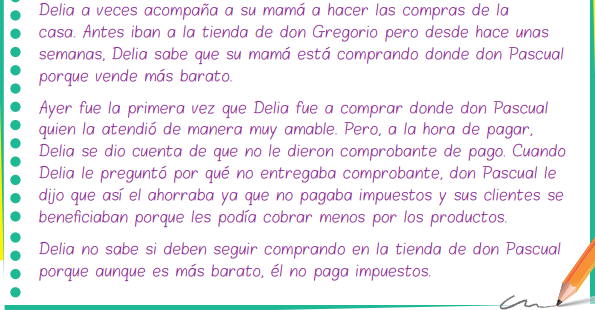 Delia a veces acompaña a su mamá a hacer las compras de la
casa. Antes iban a la tienda de don Gregorio pero desde hace unas
semanas, Delia sabe que su mamá está comprando donde don Pascual
porque vende más barato.
Ayer fue la primera vez que Delia fue a comprar donde don Pascual
quien la atendió de manera muy amable. Pero, a la hora de pagar,
Delia se dio cuenta de que no le dieron comprobante de pago. Cuando
Delia le preguntó por qué no entregaba comprobante, don Pascual le
dijo que así el ahorraba ya que no pagaba impuestos y sus clientes se
beneficiaban porque les podía cobrar menos por los productos.
Delia no sabe si deben seguir comprando en la tienda de don Pascual
porque aunque es más barato, él no paga impuestos.